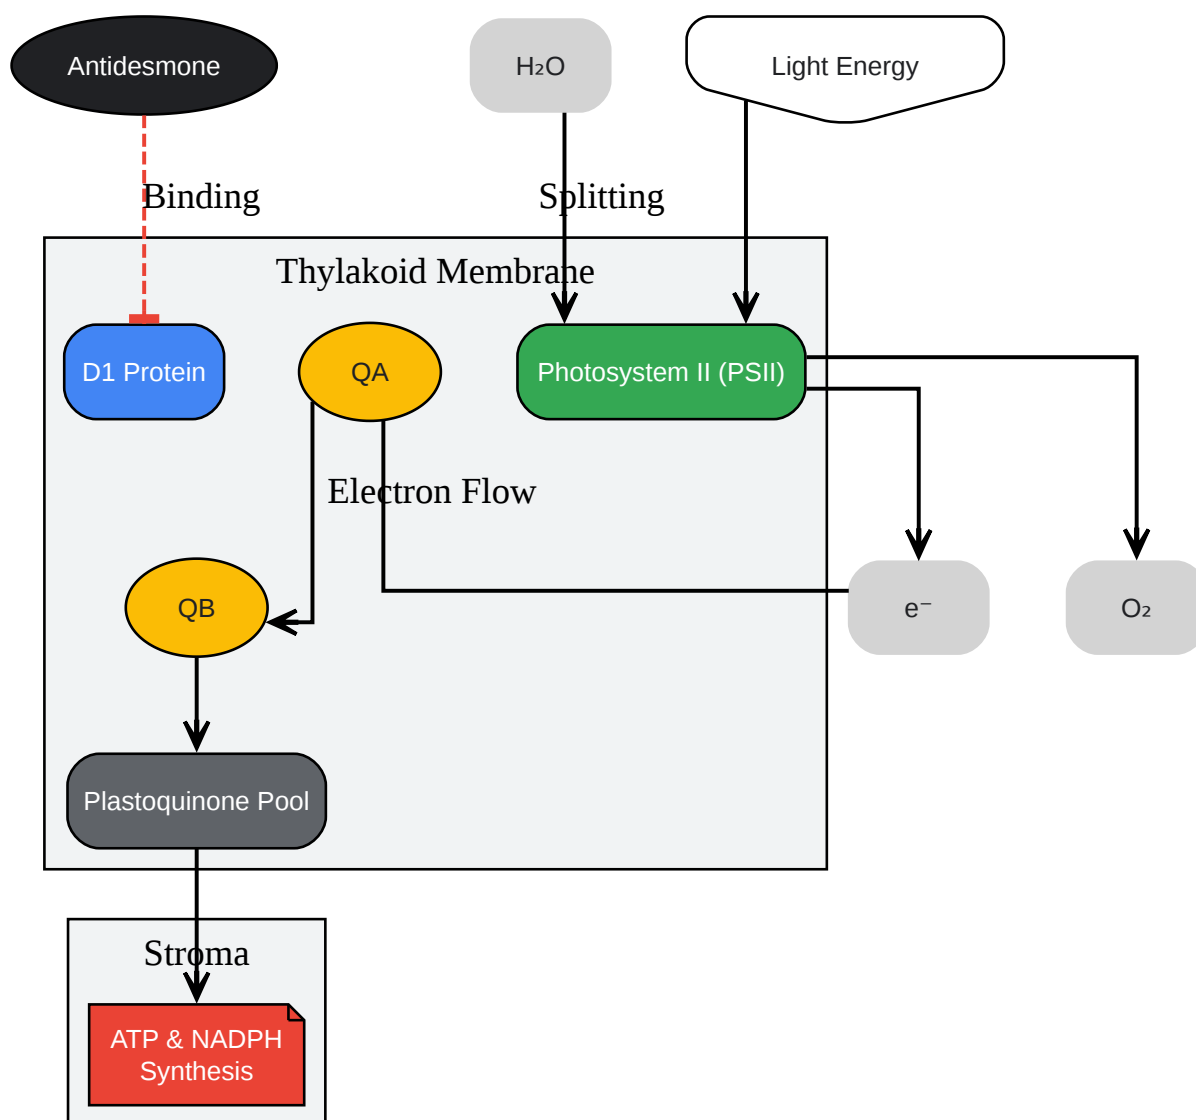 Antidesmone
H₂O
Light Energy
Binding
Splitting
Thylakoid Membrane
D1 Protein
QA
Photosystem II (PSII)
Electron Flow
QB
e⁻
O₂
Plastoquinone Pool
Stroma
ATP & NADPH
Synthesis